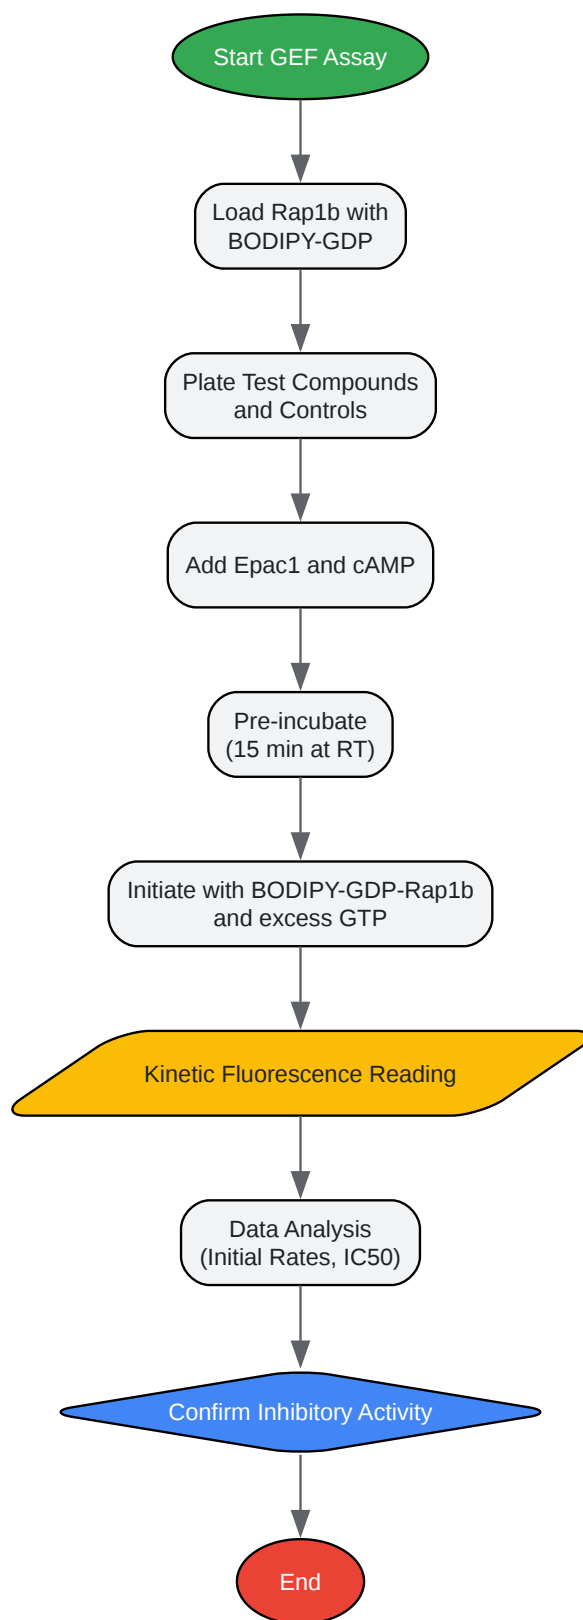 Start GEF Assay
Load Rap1b with
BODIPY-GDP
Plate Test Compounds
and Controls
Add Epac1 and cAMP
Pre-incubate
(15 min at RT)
Initiate with BODIPY-GDP-Rap1b
and excess GTP
Kinetic Fluorescence Reading
Data Analysis
(Initial Rates, IC50)
Confirm Inhibitory Activity
End